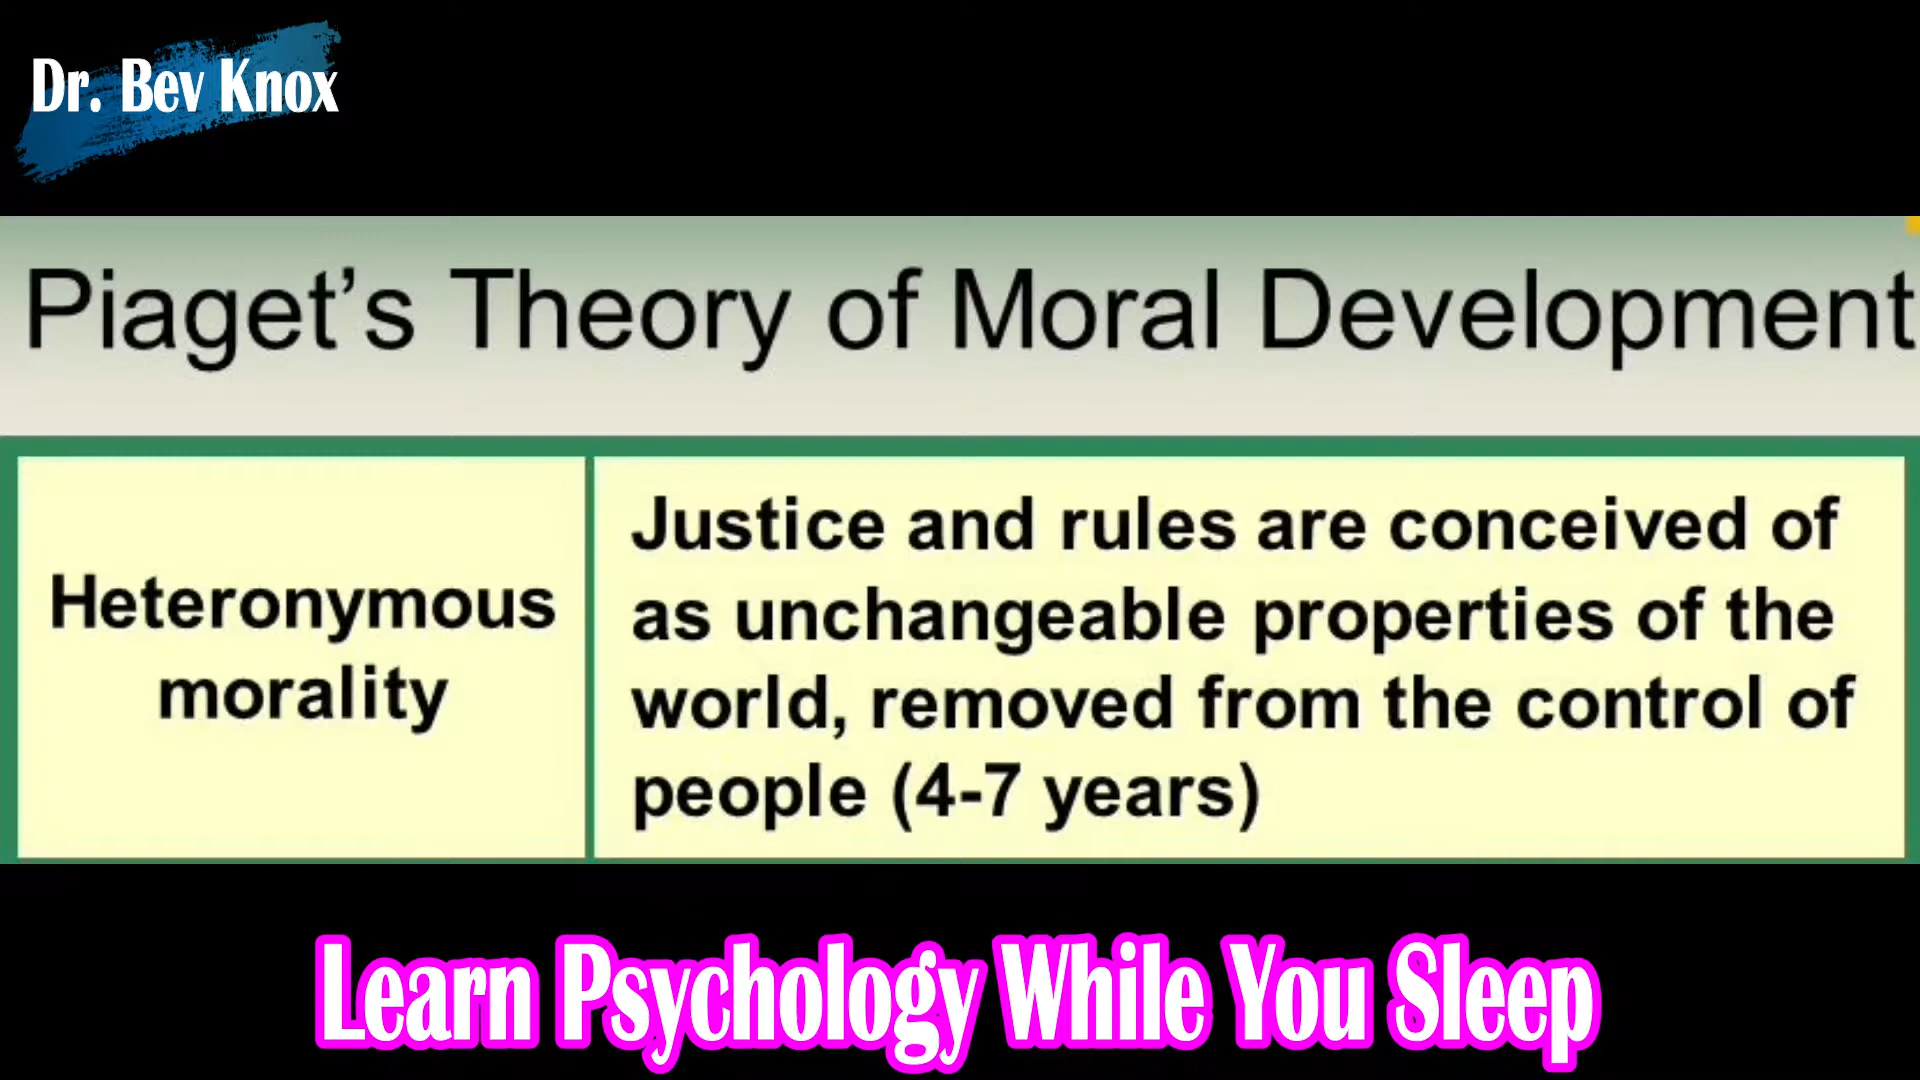 Dr. Bev Knox
Piaget’s Theory of Moral Development
Heteronymous
morality
Justice and rules are conceived of
as unchangeable properties of the
world, removed from the control of
people (4-7 years)
Learn Psychology While You Sleep